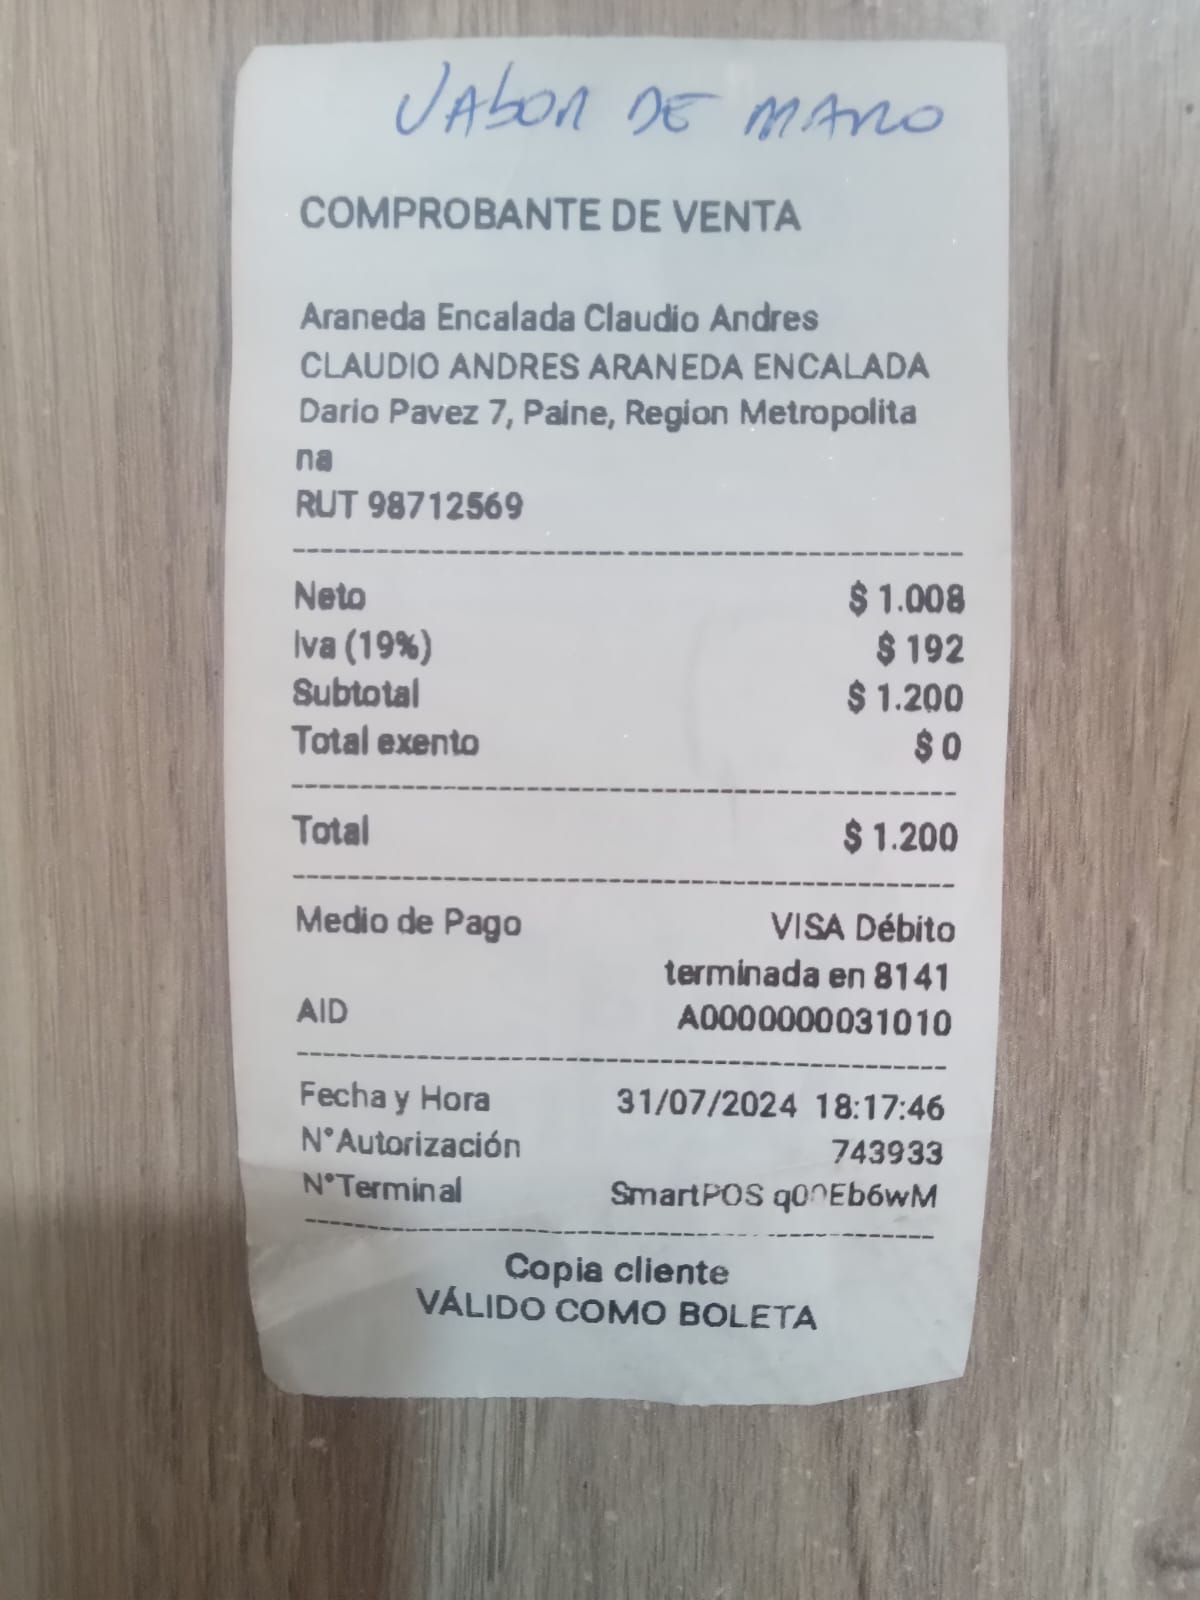 JABON DE MANO
COMPROBANTE DE VENTA
Araneda Encalada Claudio Andres
CLAUDIO ANDRES ARANEDA ENCALADA
Dario Pavez 7, Paine, Region Metropolita
na
RUT 98712569
Neto $ 1.008
Iva (19%) $ 192
Subtotal $ 1.200
Total exento $ 0
Total $ 1.200
Medio de Pago VISA Débito
terminada en 8141
AID A0000000031010
Fecha y Hora 31/07/2024 18:17:46
N°Autorización 743933
N°Terminal SmartPOS
Copia cliente
VÁLIDO COMO BOLETA